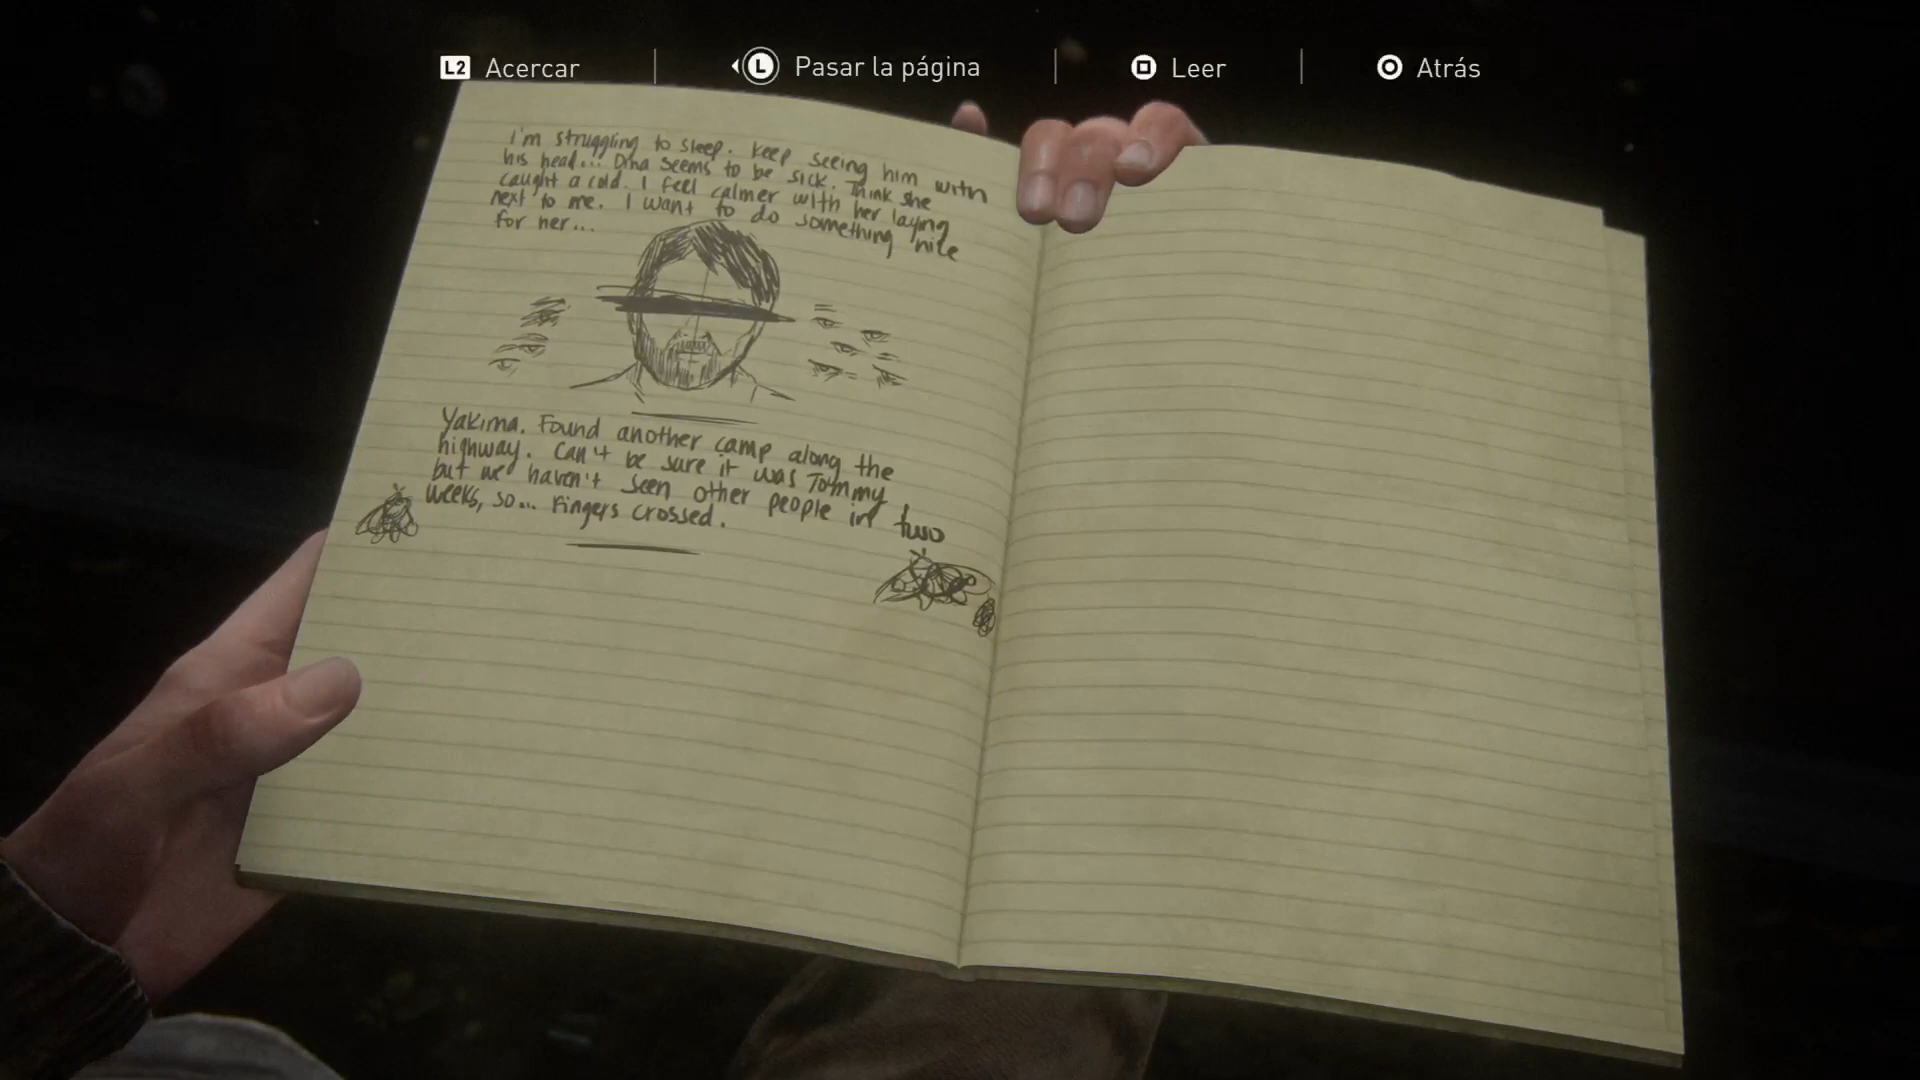 L2 Acercar
L Pasar la página
Leer
Atrás
I'm struggling to sleep. Keep seeing him with
his head... Dina seems to be sick. Think she
caught a cold. I feel calmer with her laying
next to me. I want to do something nice
for her...
Yakima. Found another camp along the
highway. Can't be sure it was Tommy
but we haven't seen other people in two
weeks, so... Fingers crossed.